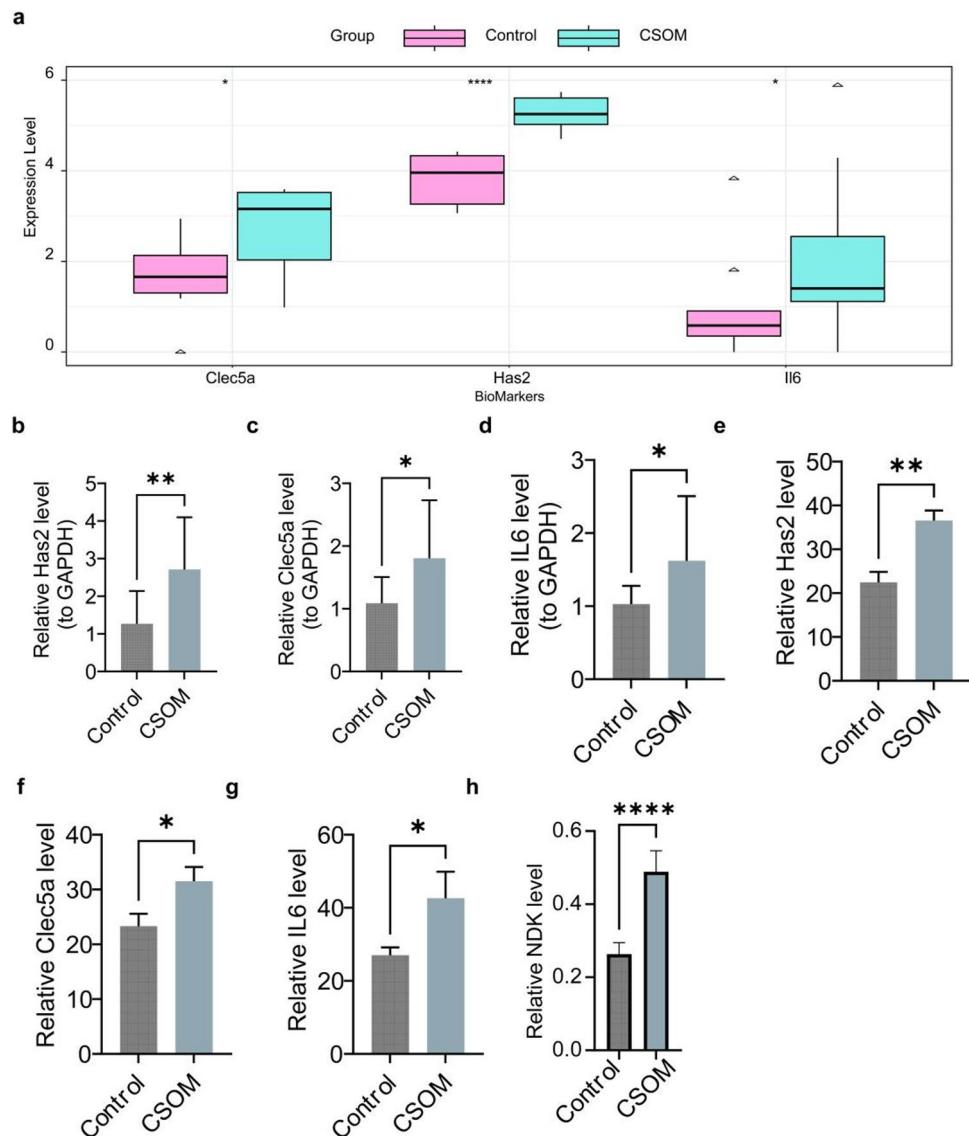 a
Group Control CSOM
Expression Level
6
4
2
0
* **** *
Clec5a Has2 Il6
BioMarkers
b
Relative Has2 level
(to GAPDH)
5
4
3
2
1
0
**
Control CSOM
c
Relative Clec5a level
(to GAPDH)
3
2
1
0
*
Control CSOM
d
Relative IL6 level
(to GAPDH)
3
2
1
0
*
Control CSOM
e
Relative Has2 level
50
40
30
20
10
0
**
Control CSOM
f
Relative Clec5a level
40
30
20
10
0
*
Control CSOM
g
Relative IL6 level
60
40
20
0
*
Control CSOM
h
Relative NDK level
0.6
0.4
0.2
0.0
****
Control CSOM